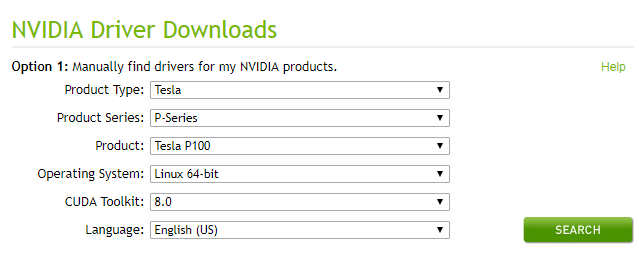 NVIDIA Driver Downloads
Option 1: Manually find drivers for my NVIDIA products. Help
Product Type: Tesla
Product Series: P-Series
Product: Tesla P100
Operating System: Linux 64-bit
CUDA Toolkit: 8.0
Language: English (US)
SEARCH